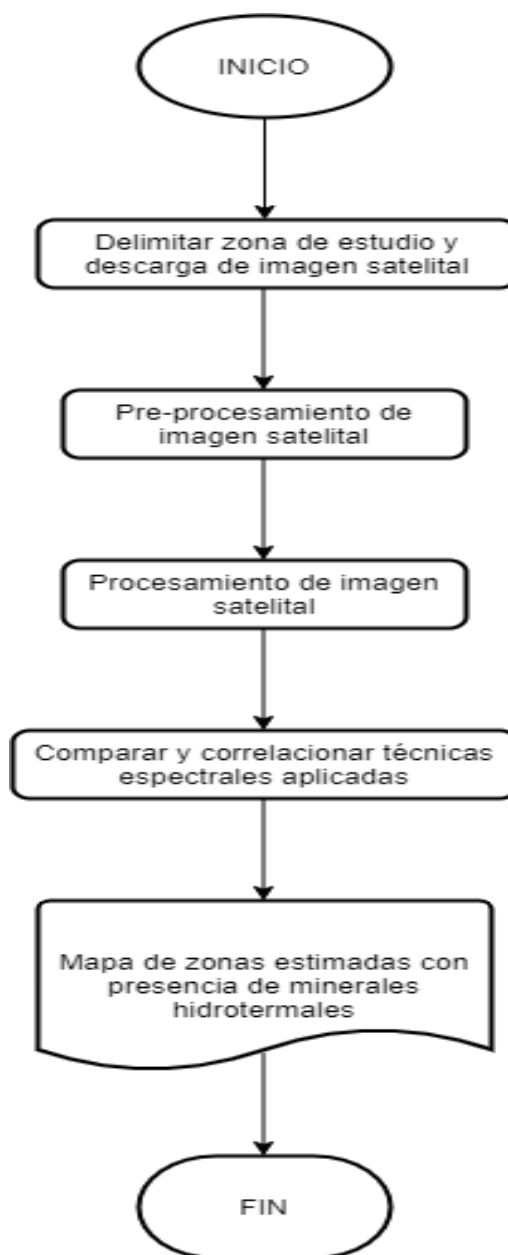 INICIO
Delimitar zona de estudio y
descarga de imagen satelital
Pre-procesamiento de
imagen satelital
Procesamiento de imagen
satelital
Comparar y correlacionar técnicas
espectrales aplicadas
Mapa de zonas estimadas con
presencia de minerales
hidrotermales
FIN